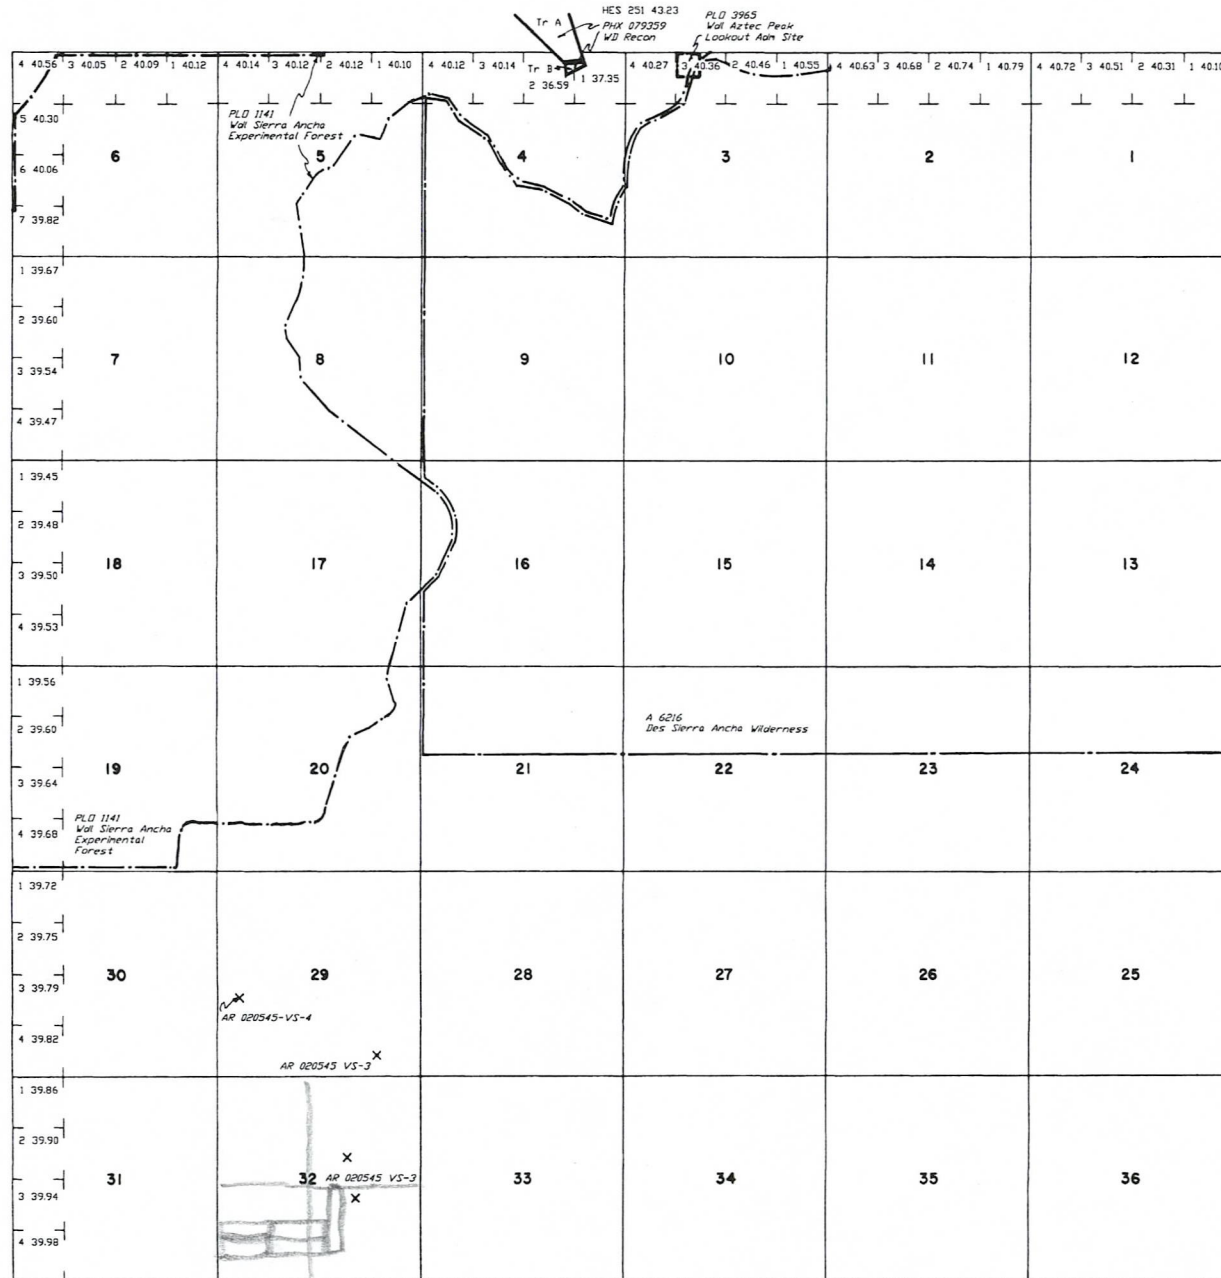 HES 251 43.23
Tr A
PHX 079359
WD Recon
PLO 3965
Wdl Aztec Peak
Lookout Adm Site
4 40.56 3 40.05 2 40.09 1 40.12 4 40.14 3 40.12 2 40.12 1 40.10 4 40.12 3 40.14
Tr B
2 36.59
1 37.35
4 40.27 3 40.36 2 40.46 1 40.55 4 40.63 3 40.68 2 40.74 1 40.79 4 40.72 3 40.51 2 40.31 1 40.10
5 40.30
PLO 1141
Wdl Sierra Ancha
Experimental Forest
6 5 4 3 2 1
6 40.06
7 39.82
1 39.67
2 39.60
7 8 9 10 11 12
3 39.54
4 39.47
1 39.45
2 39.48
18 17 16 15 14 13
3 39.50
4 39.53
1 39.56
2 39.60
A 6216
Des Sierra Ancha Wilderness
19 20 21 22 23 24
3 39.64
4 39.68
PLO 1141
Wdl Sierra Ancha
Experimental
Forest
1 39.72
2 39.75
30 29 28 27 26 25
3 39.79
AR 020545-VS-4
4 39.82
AR 020545 VS-3
1 39.86
2 39.90
31 32 33 34 35 36
AR 020545 VS-3
3 39.94
4 39.98